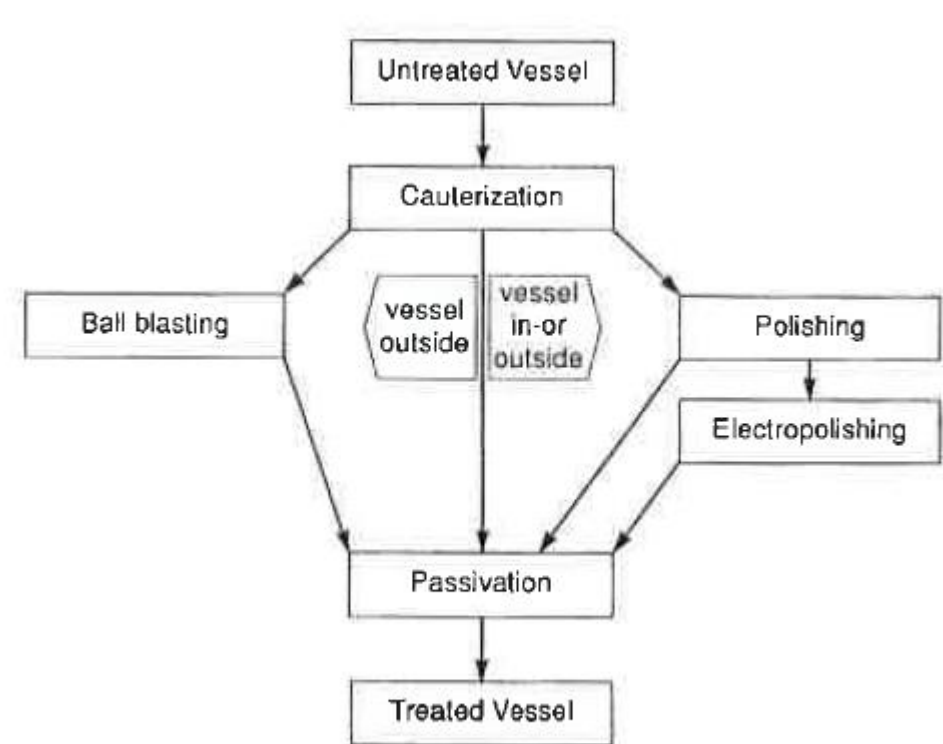 Untreated Vessel
Cauterization
Ball blasting
vessel
outside
vessel
in-or
outside
Polishing
Electropolishing
Passivation
Treated Vessel